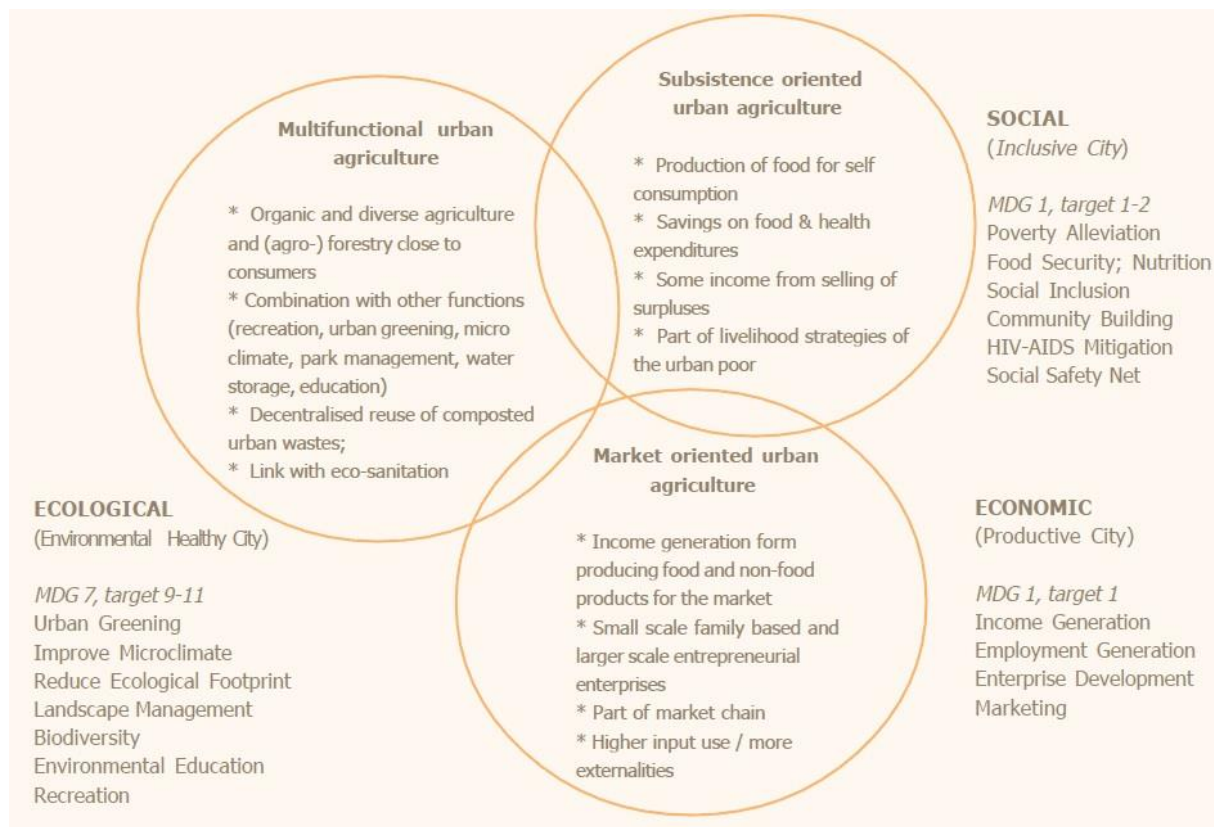 Multifunctional urban
agriculture
* Organic and diverse agriculture
and (agro-) forestry close to
consumers
* Combination with other functions
(recreation, urban greening, micro
climate, park management, water
storage, education)
* Decentralised reuse of composted
urban wastes;
* Link with eco-sanitation
Subsistence oriented
urban agriculture
* Production of food for self
consumption
* Savings on food & health
expenditures
* Some income from selling of
surpluses
* Part of livelihood strategies of
the urban poor
SOCIAL
(Inclusive City)
MDG 1, target 1-2
Poverty Alleviation
Food Security; Nutrition
Social Inclusion
Community Building
HIV-AIDS Mitigation
Social Safety Net
Market oriented urban
agriculture
* Income generation form
producing food and non-food
products for the market
* Small scale family based and
larger scale entrepreneurial
enterprises
* Part of market chain
* Higher input use / more
externalities
ECOLOGICAL
(Environmental Healthy City)
MDG 7, target 9-11
Urban Greening
Improve Microclimate
Reduce Ecological Footprint
Landscape Management
Biodiversity
Environmental Education
Recreation
ECONOMIC
(Productive City)
MDG 1, target 1
Income Generation
Employment Generation
Enterprise Development
Marketing